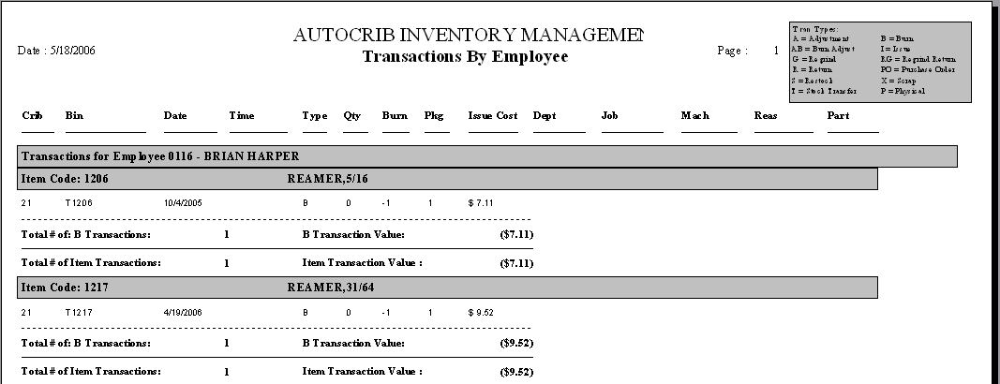 AUTOCRIB INVENTORY MANAGEMEN
Transactions By Employee
Date : 5/18/2006
Page : 1
Tran Types:
A = Adjustment B = Burn
AB = Burn Adjust I = Issue
G = Regrind RG = Regrind Return
R = Return PO = Purchase Order
S = Restock X = Scrap
T = Stock Transfer P = Physical
Crib Bin Date Time Type Qty Burn Pkg Issue Cost Dept Job Mach Reas Part
Transactions for Employee 0116 - BRIAN HARPER
Item Code: 1206 REAMER,5/16
21 T1206 10/4/2005 B 0 -1 1 $ 7.11
Total # of: B Transactions: 1 B Transaction Value: ($7.11)
Total # of Item Transactions: 1 Item Transaction Value : ($7.11)
Item Code: 1217 REAMER,31/64
21 T1217 4/19/2006 B 0 -1 1 $ 9.52
Total # of: B Transactions: 1 B Transaction Value: ($9.52)
Total # of Item Transactions: 1 Item Transaction Value : ($9.52)